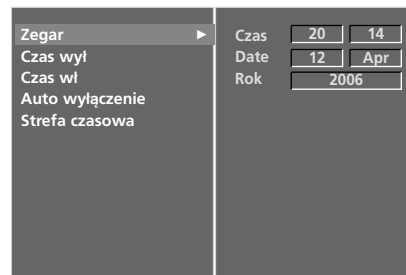 Zegar ►
Czas wył
Czas wł
Auto wyłączenie
Strefa czasowa
Czas 20 14
Date 12 Apr
Rok 2006